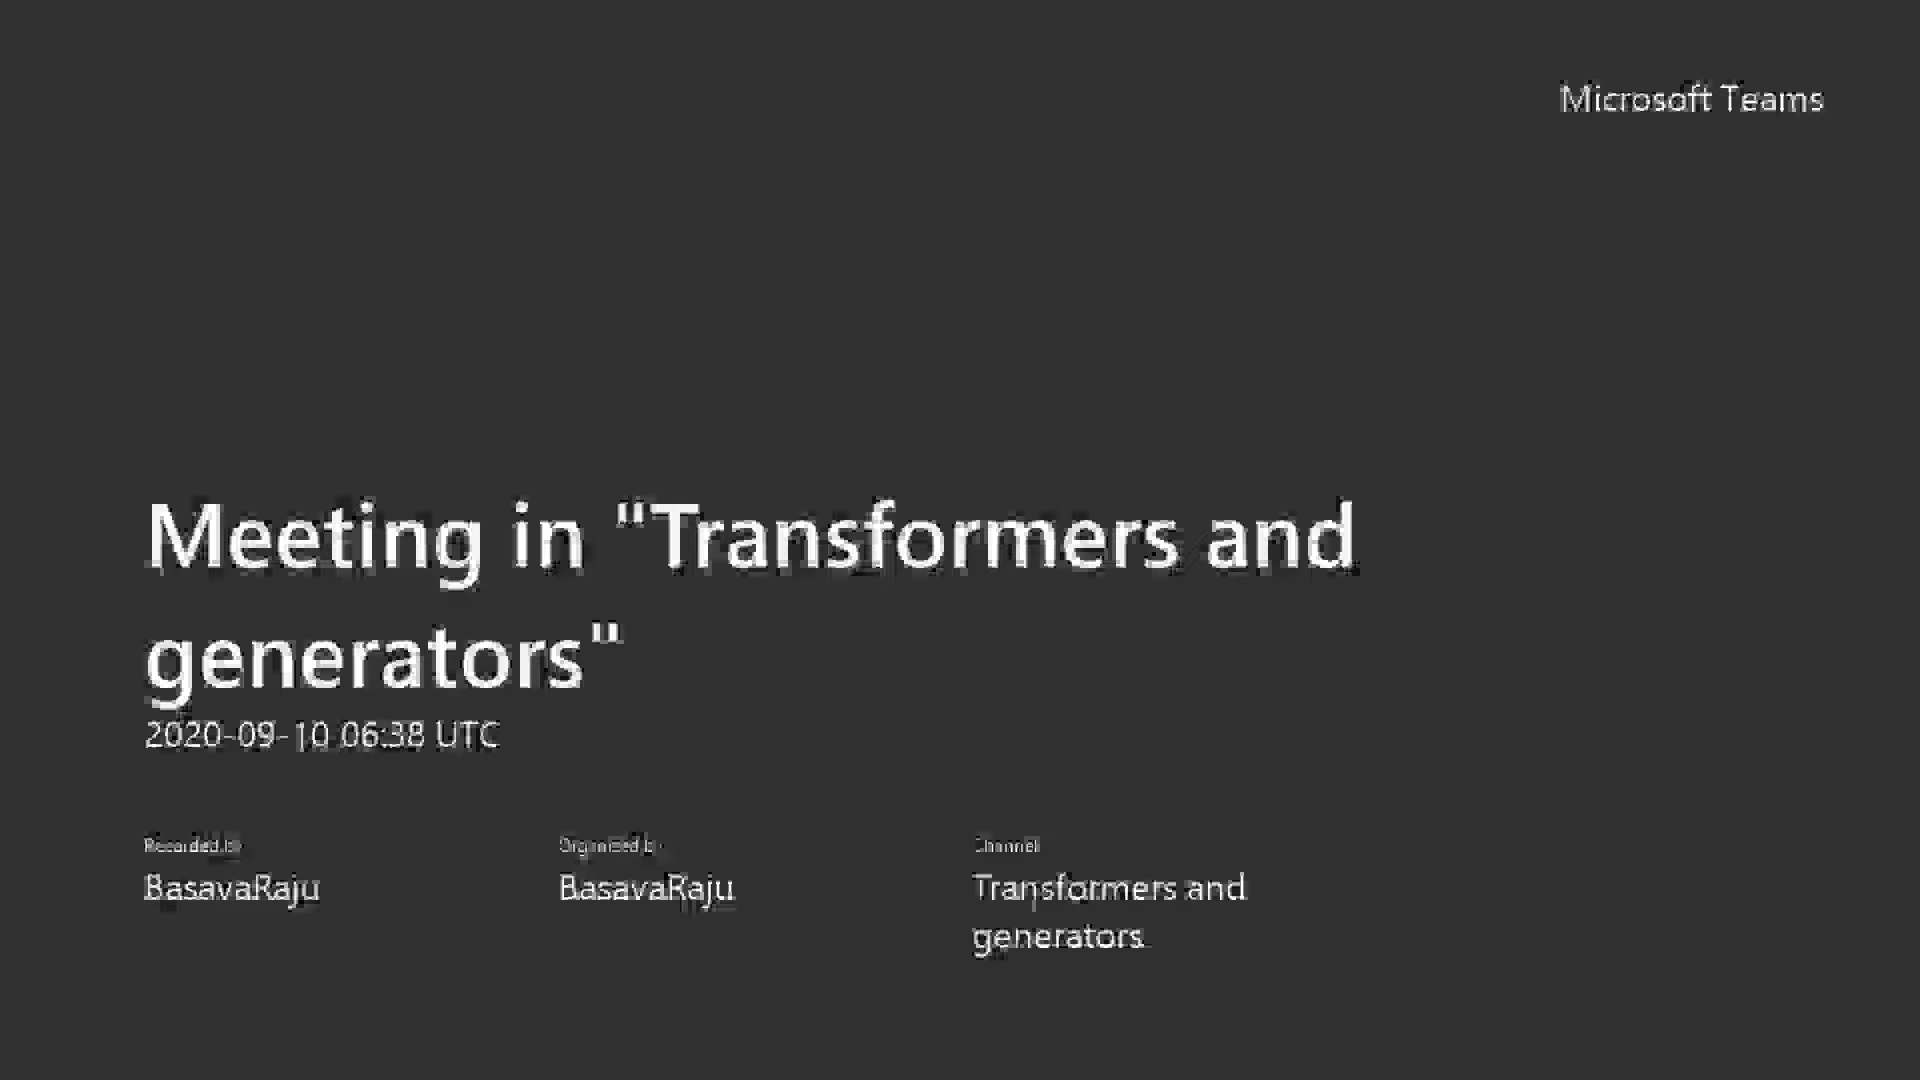 Microsoft Teams
Meeting in "Transformers and
generators"
2020-09-10 06:38 UTC
Recorded by
Organized by
Channel
BasavaRaju
BasavaRaju
Transformers and
generators